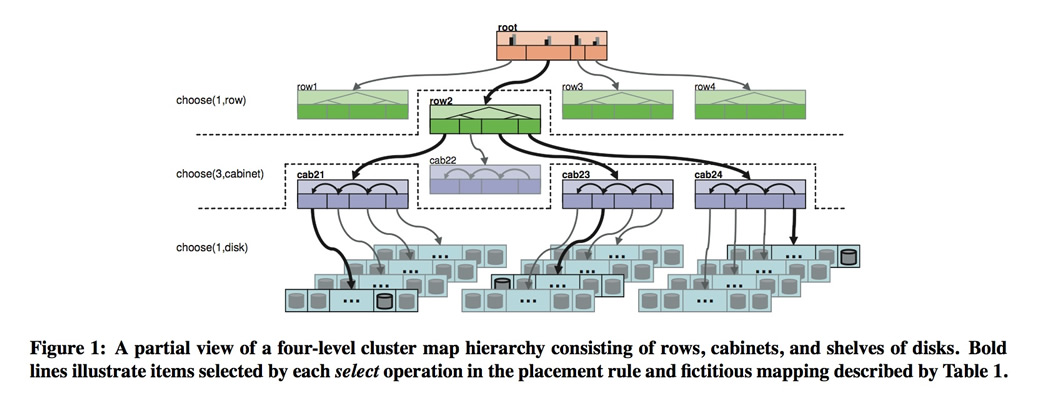 root
row1
row3
row4
choose(1,row)
row2
cab22
choose(3,cabinet)
cab21
cab23
cab24
choose(1,disk)
...
...
...
...
...
...
...
...
...
Figure 1: A partial view of a four-level cluster map hierarchy consisting of rows, cabinets, and shelves of disks. Bold
lines illustrate items selected by each select operation in the placement rule and fictitious mapping described by Table 1.